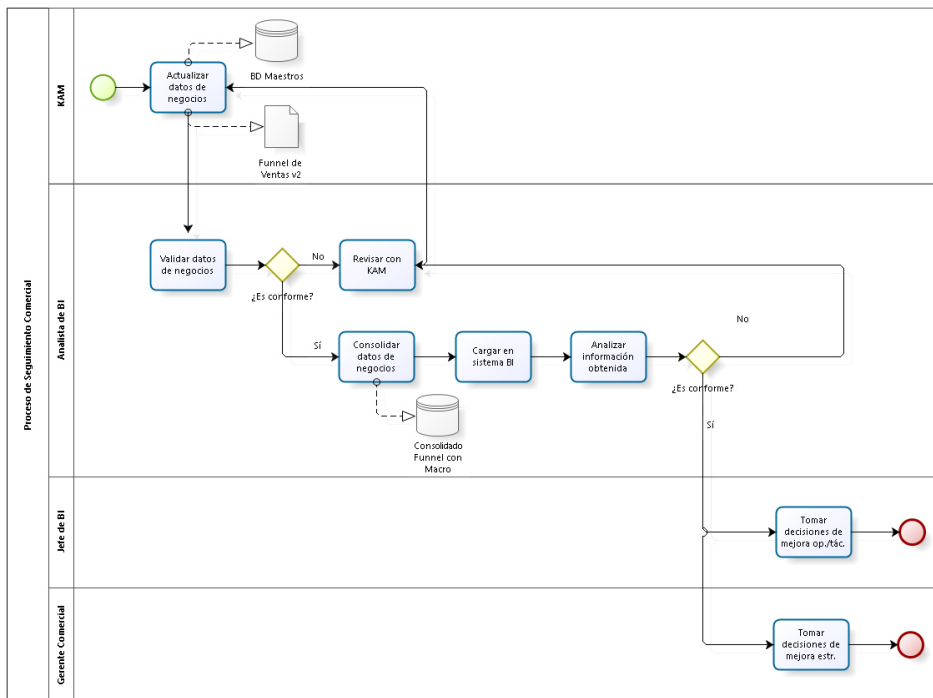 Proceso de Seguimiento Comercial
KAM
Actualizar
datos de
negocios
BD Maestros
Funnel de
Ventas v2
Analista de BI
Validar datos
de negocios
¿Es conforme?
No
Revisar con
KAM
Sí
Consolidar
datos de
negocios
Consolidado
Funnel con
Macro
Cargar en
sistema BI
Analizar
información
obtenida
¿Es conforme?
No
Sí
Jefe de BI
Tomar
decisiones de
mejora op./tác.
Gerente Comercial
Tomar
decisiones de
mejora estr.